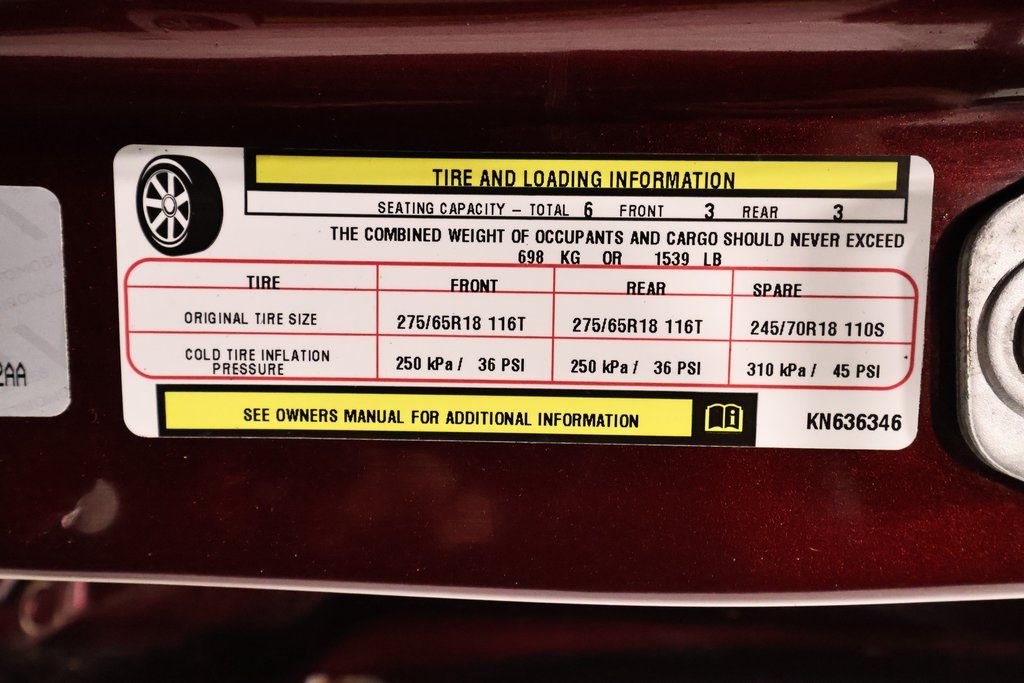 TIRE AND LOADING INFORMATION
SEATING CAPACITY – TOTAL 6 FRONT 3 REAR 3
THE COMBINED WEIGHT OF OCCUPANTS AND CARGO SHOULD NEVER EXCEED
698 KG OR 1539 LB
TIRE FRONT REAR SPARE
ORIGINAL TIRE SIZE 275/65R18 116T 275/65R18 116T 245/70R18 110S
COLD TIRE INFLATION PRESSURE 250 kPa / 36 PSI 250 kPa / 36 PSI 310 kPa / 45 PSI
SEE OWNERS MANUAL FOR ADDITIONAL INFORMATION
KN636346